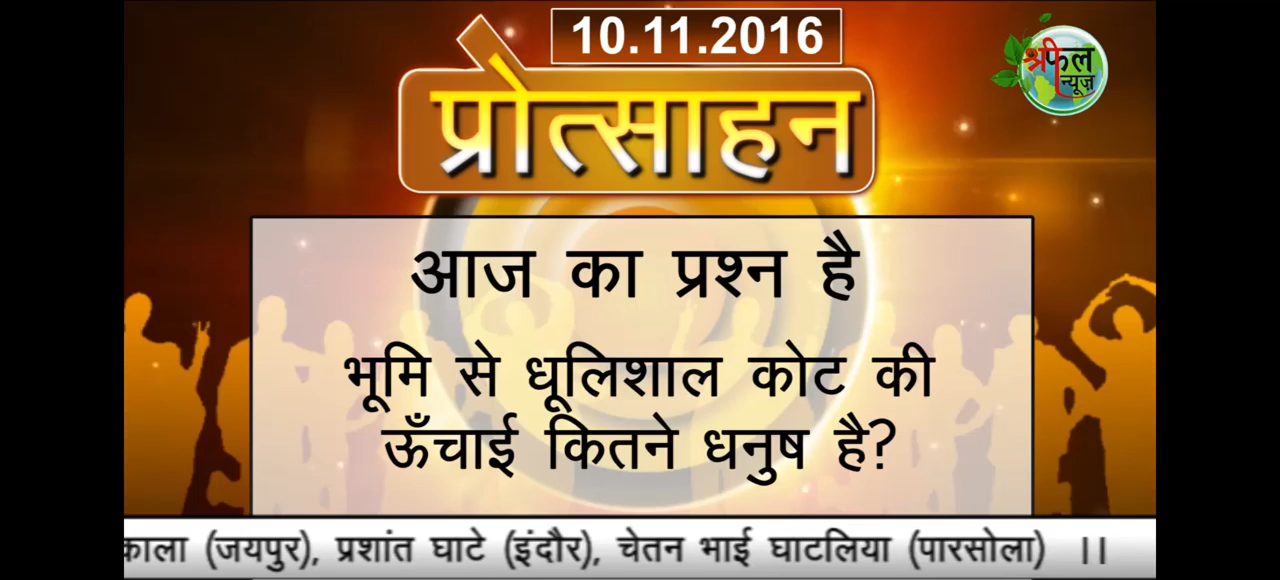 10.11.2016
श्रीफल
न्यूज़
प्रोत्साहन
आज का प्रश्न है
भूमि से धूलिशाल कोट की
ऊँचाई कितने धनुष है?
काला (जयपुर), प्रशांत घाटे (इंदौर), चेतन भाई घाटलिया (पारसोला) ।।